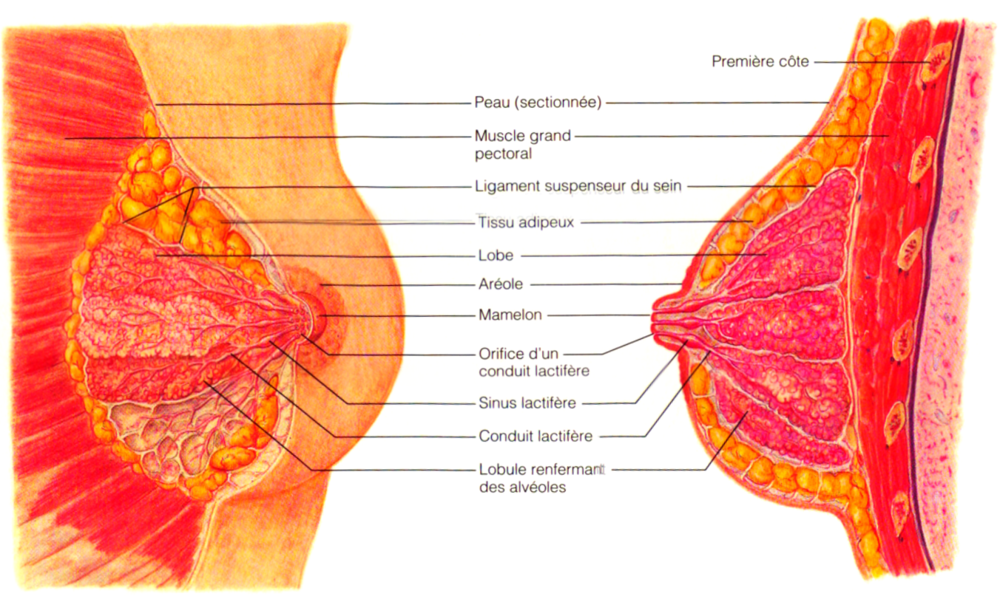 Première côte
Peau (sectionnée)
Muscle grand
pectoral
Ligament suspenseur du sein
Tissu adipeux
Lobe
Aréole
Mamelon
Orifice d'un
conduit lactifère
Sinus lactifère
Conduit lactifère
Lobule renfermant
des alvéoles